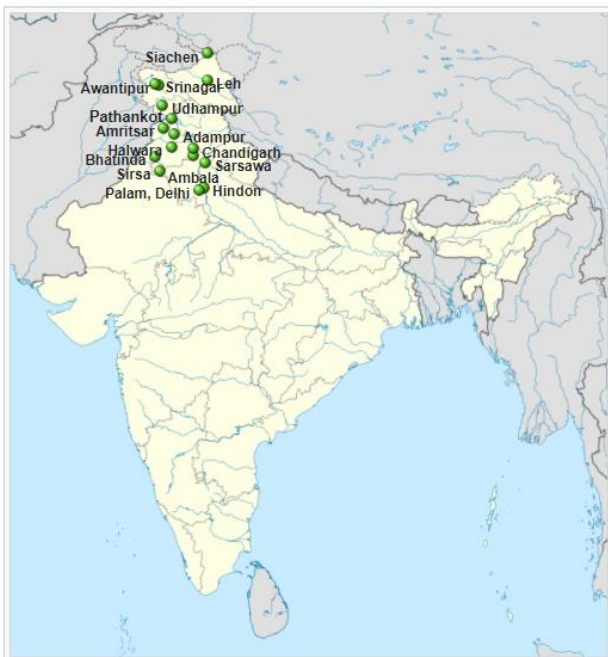 Siachen
Leh
Awantipur
Srinagar
Udhampur
Pathankot
Amritsar
Adampur
Halwara
Chandigarh
Bhatinda
Sarsawa
Sirsa
Ambala
Palam, Delhi
Hindon